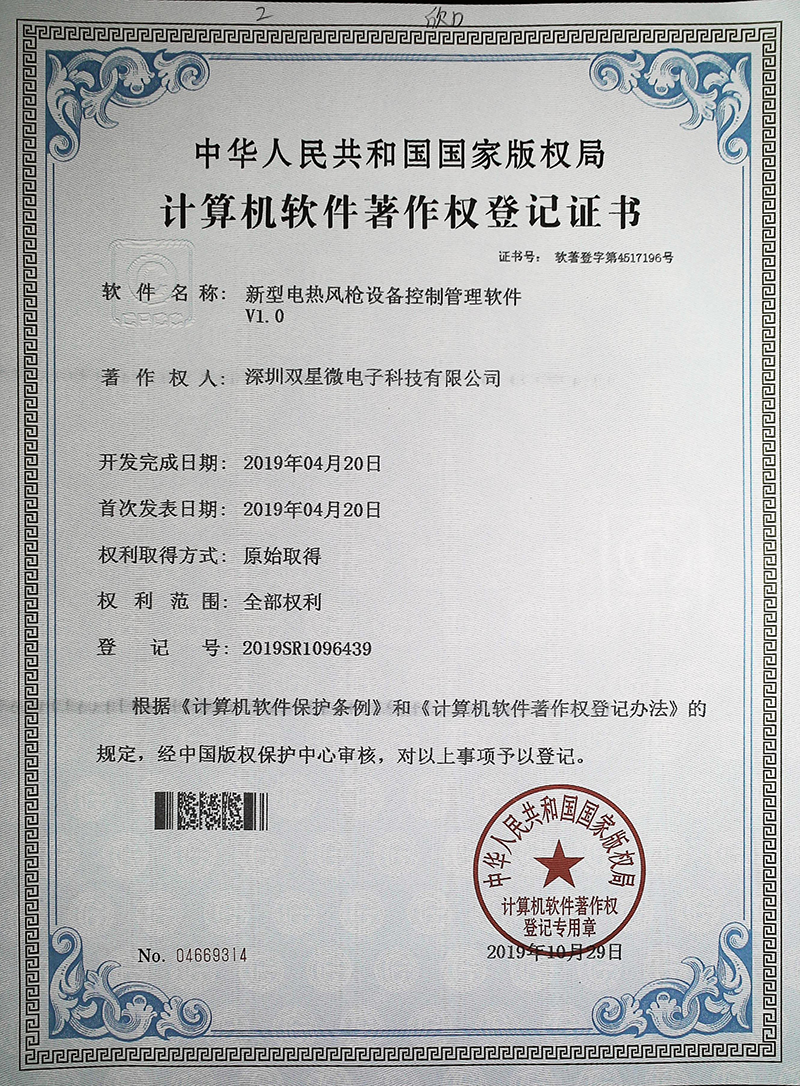 2
中华人民共和国国家版权局
计算机软件著作权登记证书
证书号： 软著登字第4517196号
软件名称： 新型电热风枪设备控制管理软件
V1.0
著作权人： 深圳双星微电子科技有限公司
开发完成日期： 2019年04月20日
首次发表日期： 2019年04月20日
权利取得方式： 原始取得
权利范围： 全部权利
登记号： 2019SR1096439
根据《计算机软件保护条例》和《计算机软件著作权登记办法》的
规定，经中国版权保护中心审核，对以上事项予以登记。
中华人民共和国国家版权局
计算机软件著作权
登记专用章
No. 04669314
2019年10月29日